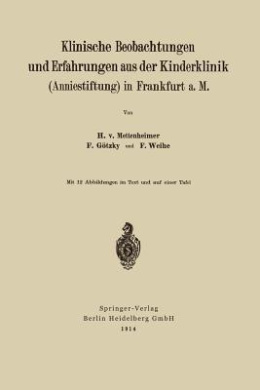 Klinische Beobachtungen
und Erfahrungen aus der Kinderklinik
(Anniestiftung) in Frankfurt a. M.
Von
H. v. Mettenheimer
F. Götzky und F. Weihe
Mit 12 Abbildungen im Text und auf einer Tafel
Springer-Verlag
Berlin Heidelberg GmbH
1914